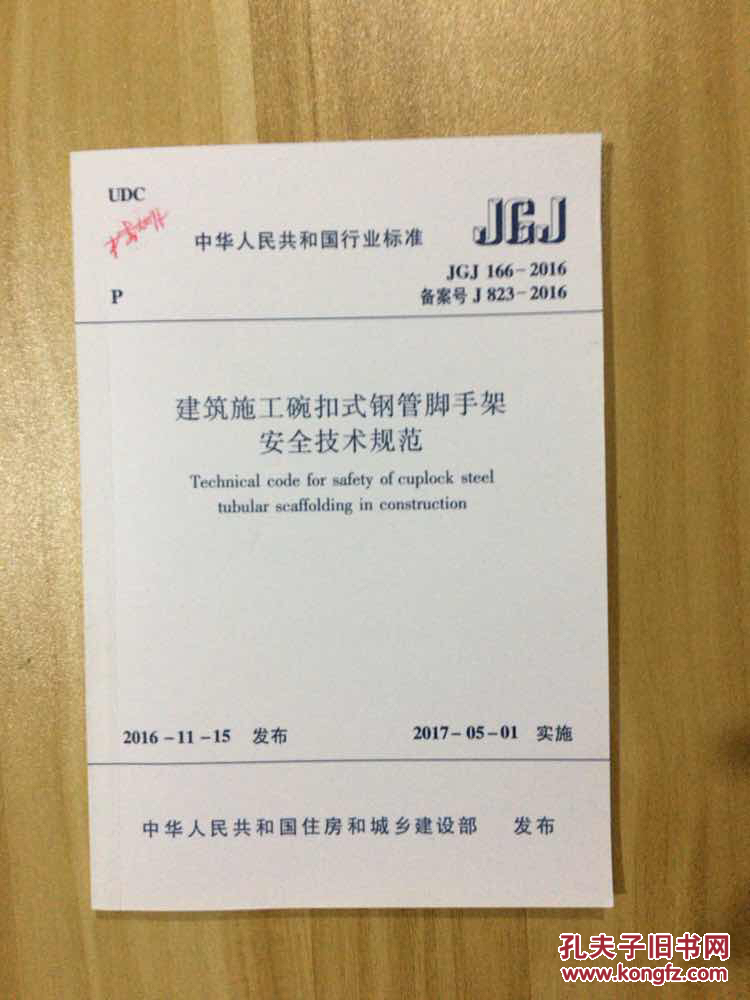 UDC
中华人民共和国行业标准
JGJ
JGJ 166-2016
P
备案号 J 823-2016
建筑施工碗扣式钢管脚手架
安全技术规范
Technical code for safety of cuplock steel
tubular scaffolding in construction
2016-11-15 发布
2017-05-01 实施
中华人民共和国住房和城乡建设部 发布
孔夫子旧书网
www.kongfz.com